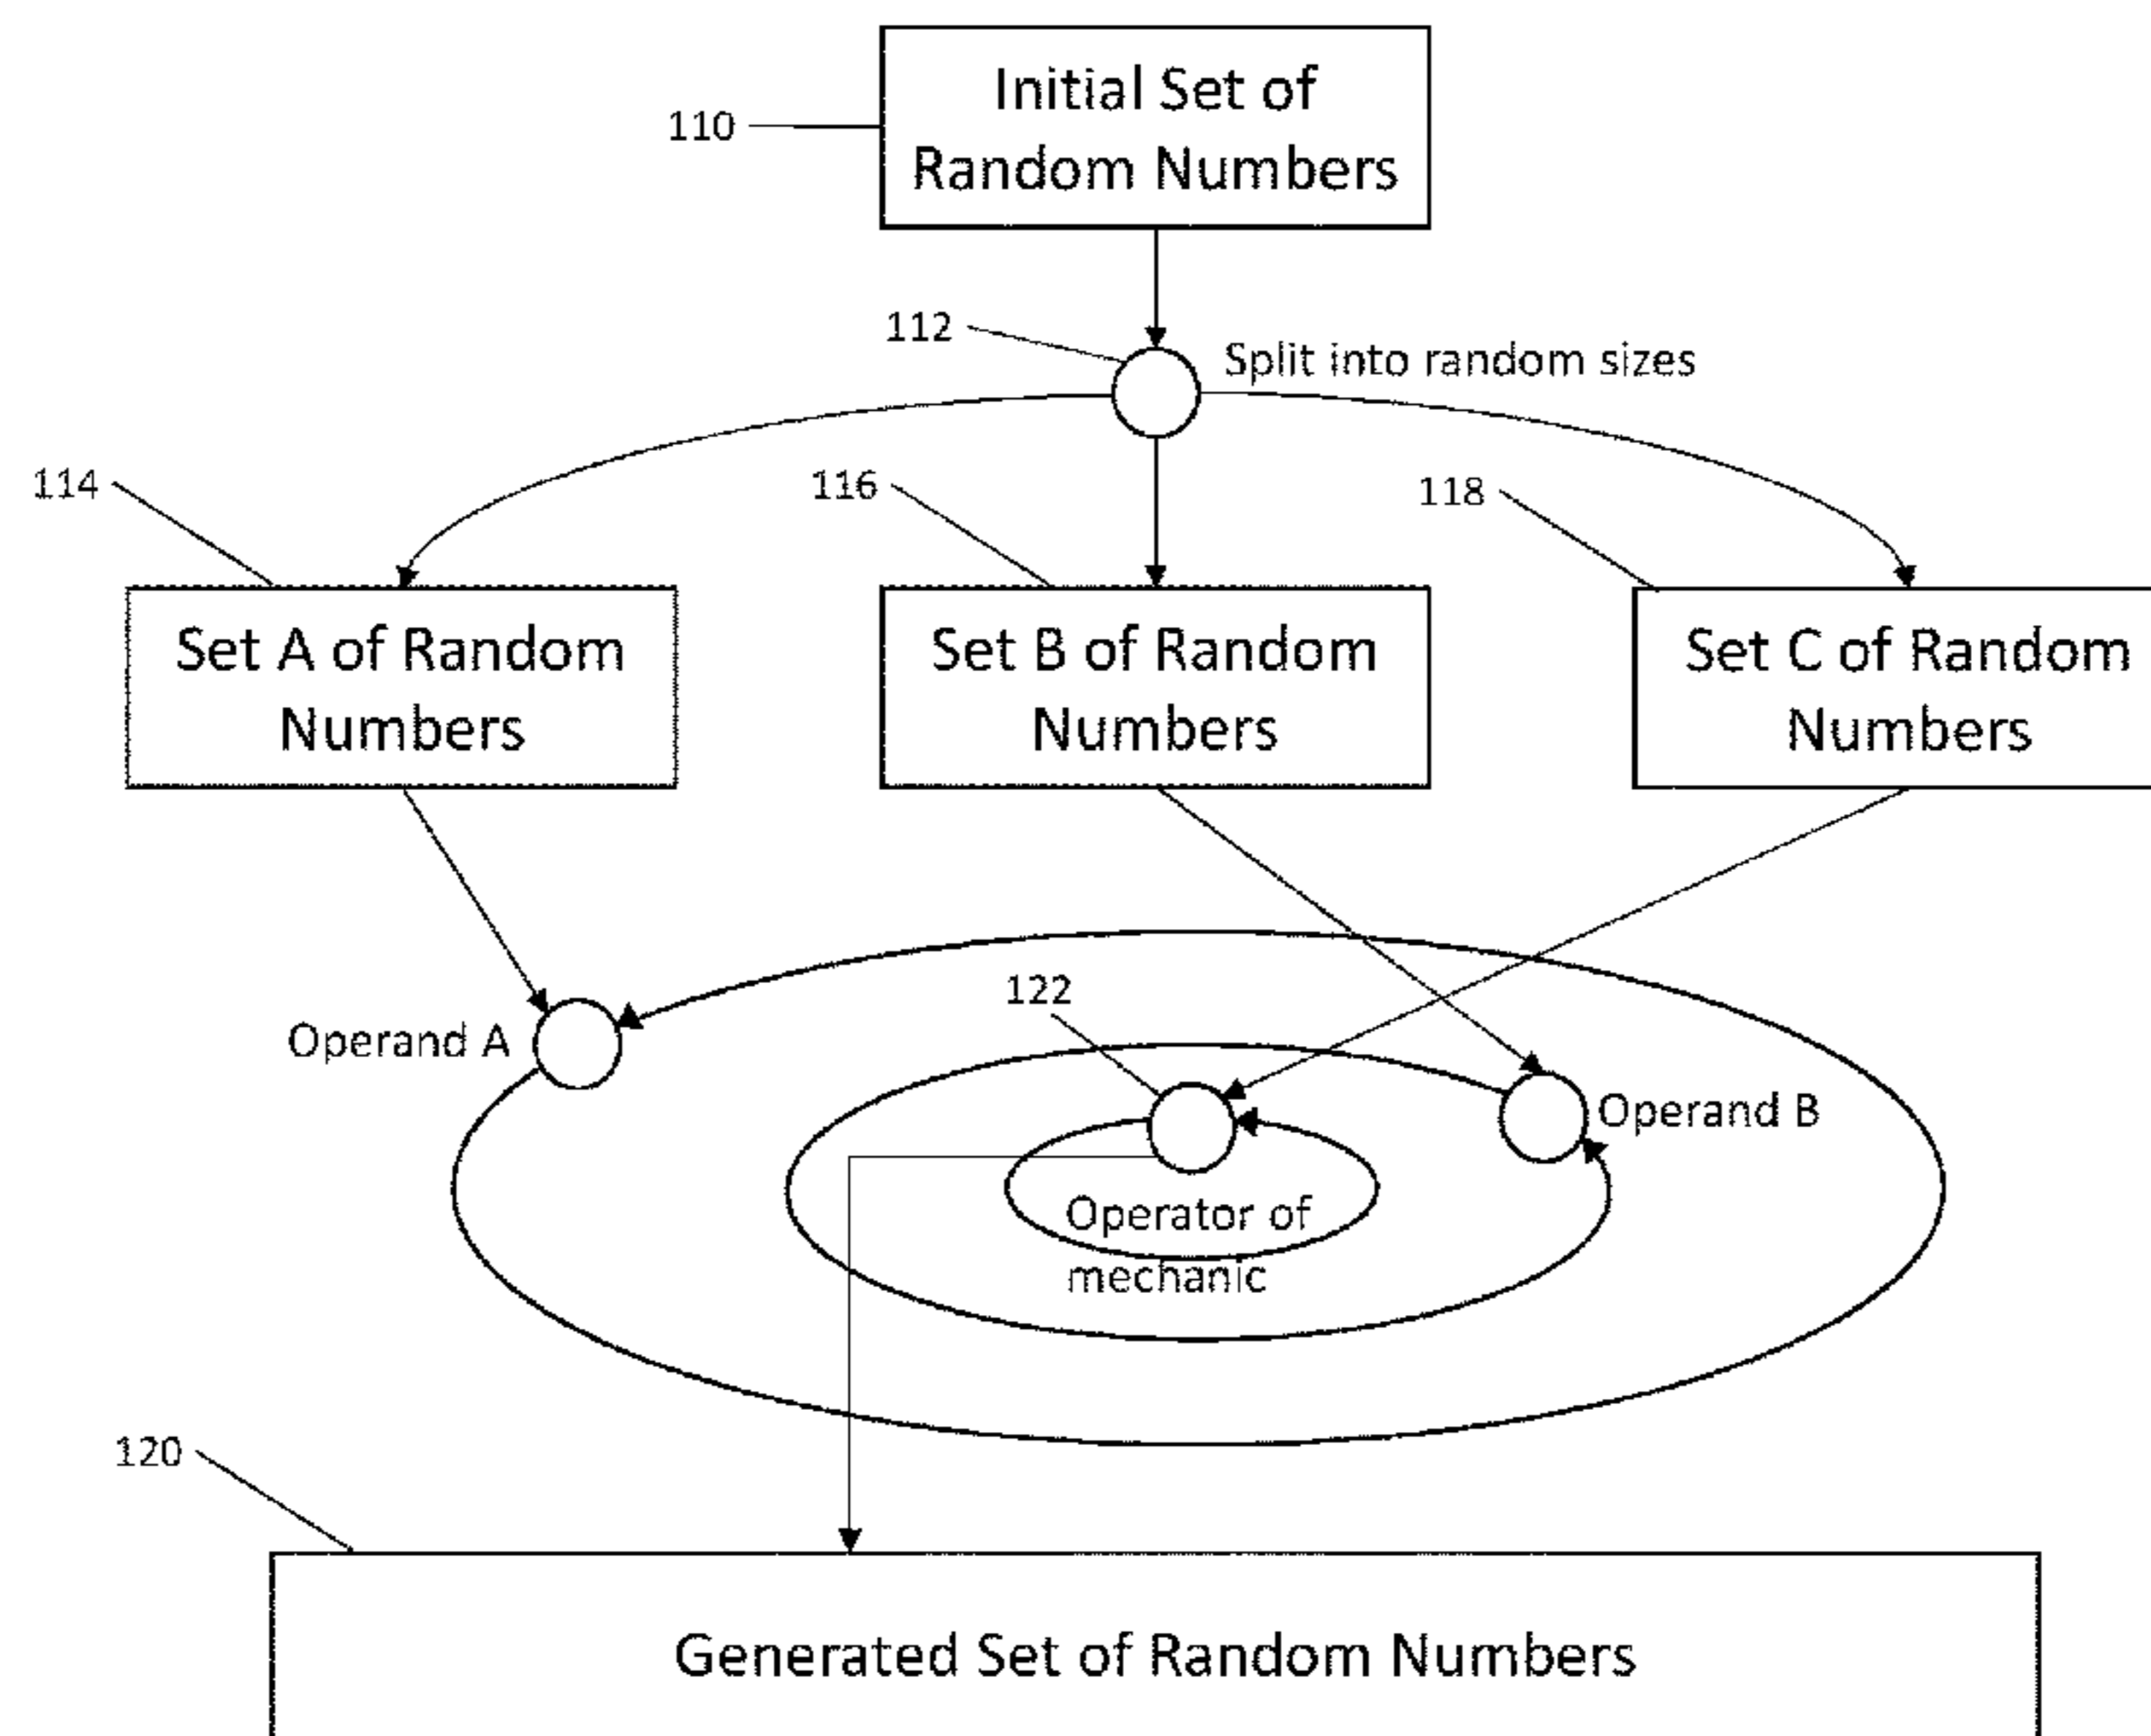 Initial Set of
Random Numbers
110
112
Split into random sizes
114
116
118
Set A of Random
Numbers
Set B of Random
Numbers
Set C of Random
Numbers
122
Operand A
Operand B
Operator of
mechanic
120
Generated Set of Random Numbers